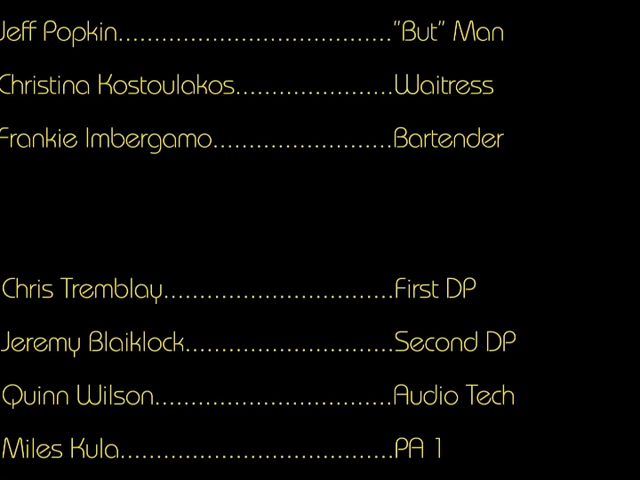 Jeff Popkin......................................"But" Man
Christina Kostoulakos......................Waitress
Frankie Imbergamo.........................Bartender
Chris Tremblay................................First DP
Jeremy Blaiklock.............................Second DP
Quinn Wilson.................................Audio Tech
Miles Kula......................................PA 1